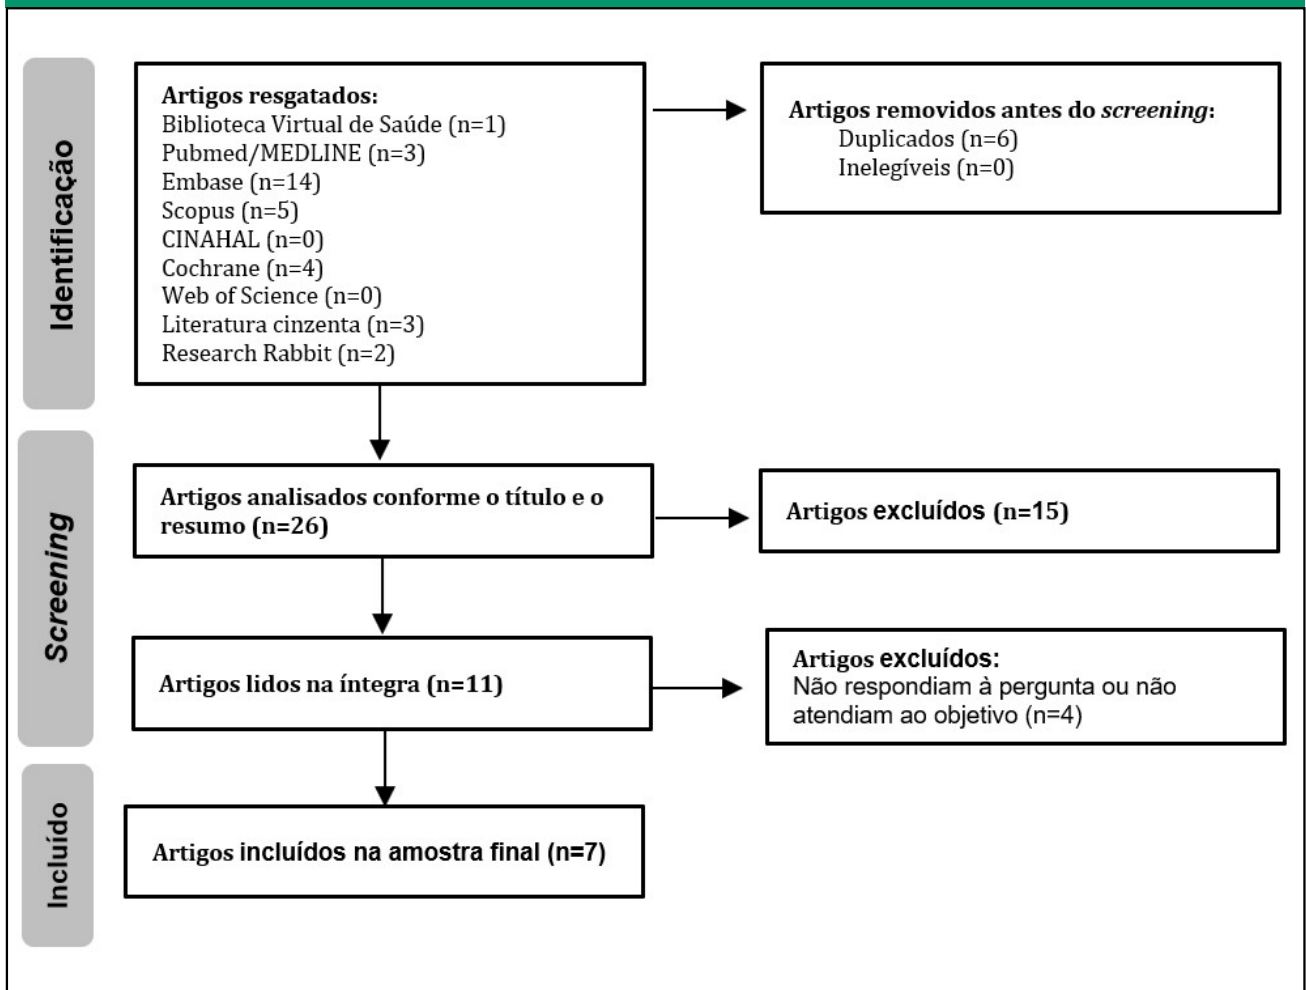 Identificação
Artigos resgatados:
Biblioteca Virtual de Saúde (n=1)
Pubmed/MEDLINE (n=3)
Embase (n=14)
Scopus (n=5)
CINAHAL (n=0)
Cochrane (n=4)
Web of Science (n=0)
Literatura cinzenta (n=3)
Research Rabbit (n=2)
Artigos removidos antes do screening:
Duplicados (n=6)
Inelegíveis (n=0)
Screening
Artigos analisados conforme o título e o
resumo (n=26)
Artigos excluídos (n=15)
Artigos lidos na íntegra (n=11)
Artigos excluídos:
Não respondiam à pergunta ou não
atendiam ao objetivo (n=4)
Incluído
Artigos incluídos na amostra final (n=7)